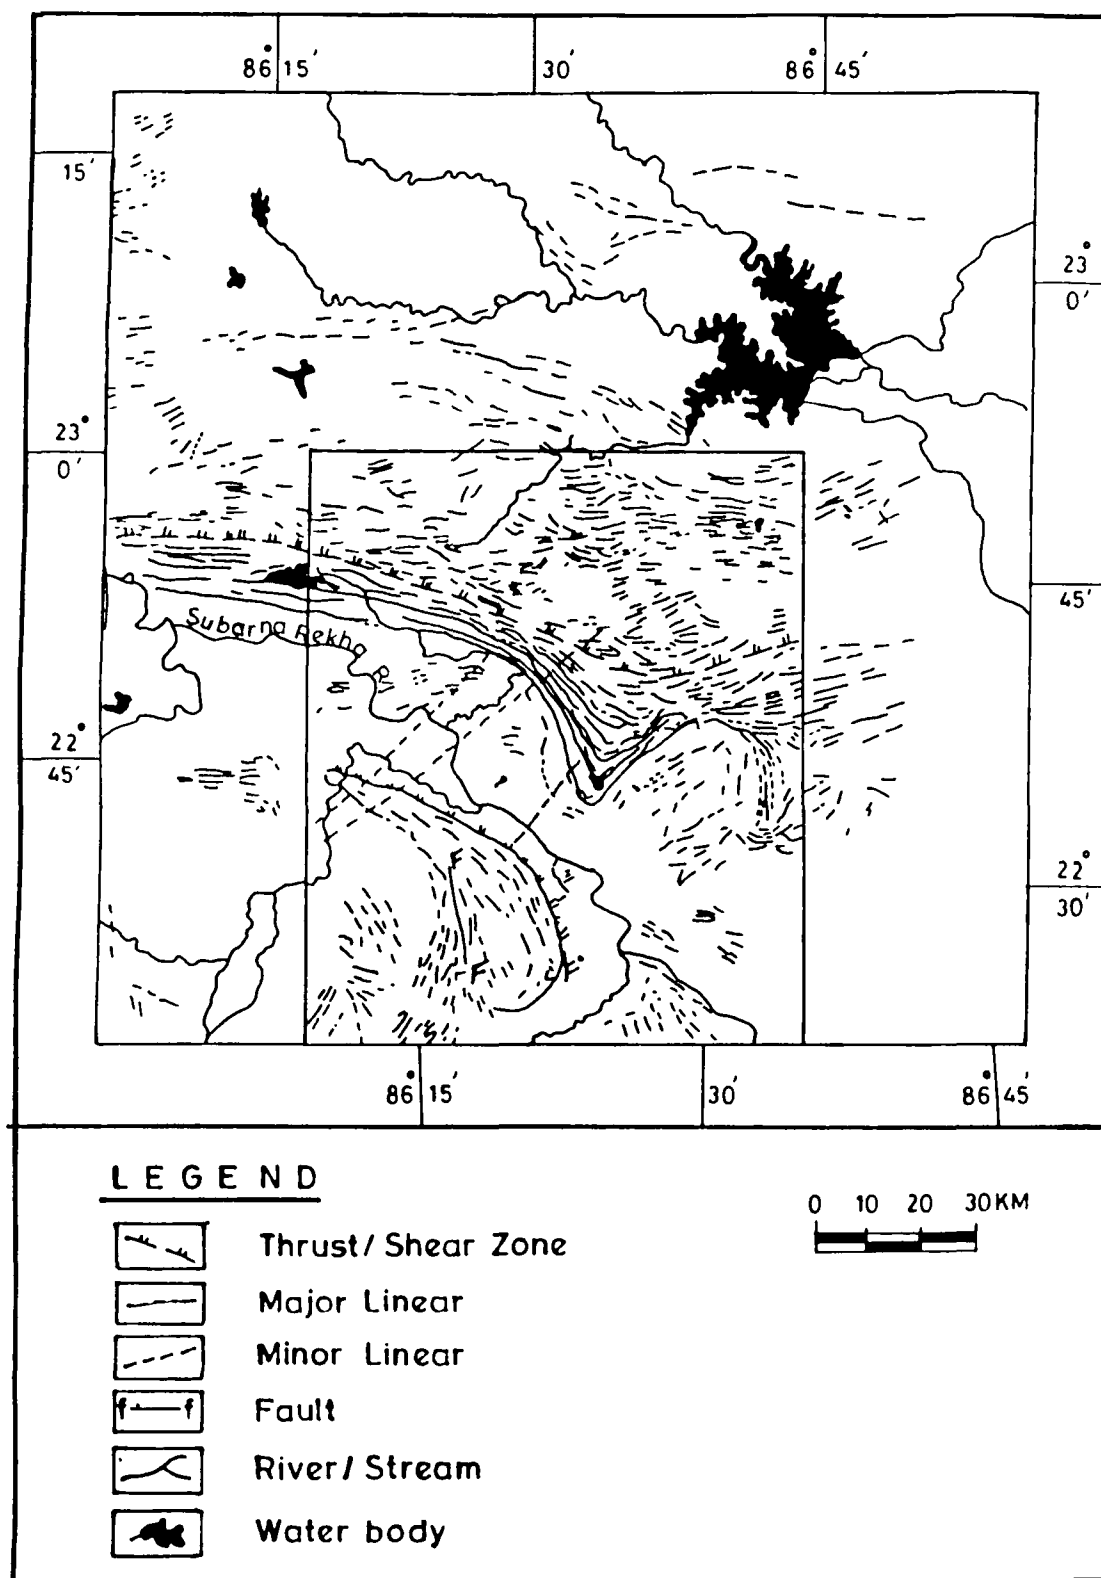 86° 15' 30' 86° 45'
15'
23° 0'
23° 0'
45'
Subarna Rekha R.
22° 45'
22° 30'
F
F
F
86° 15' 30' 86° 45'
LEGEND
0 10 20 30 KM
Thrust/ Shear Zone
Major Linear
Minor Linear
f f Fault
River/ Stream
Water body